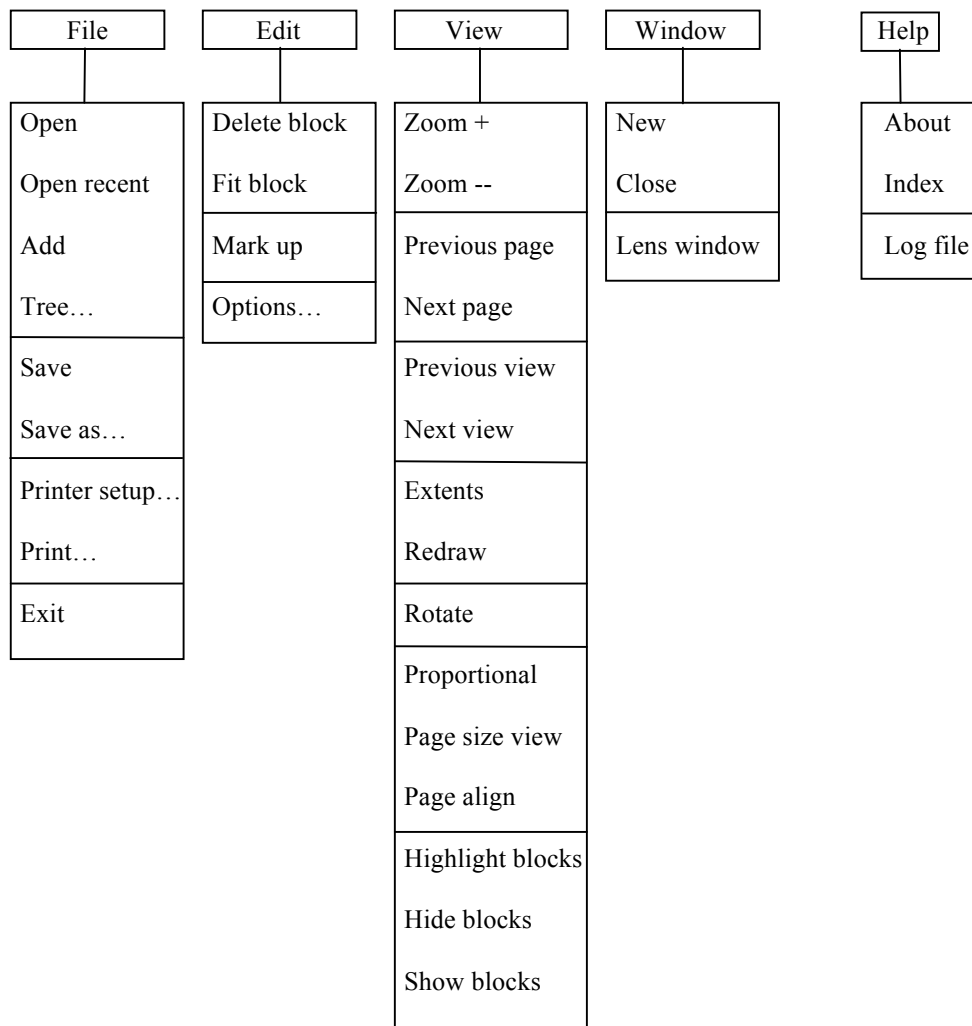 File
Edit
View
Window
Help
Open
Open recent
Add
Tree…
Save
Save as…
Printer setup…
Print…
Exit
Delete block
Fit block
Mark up
Options…
Zoom +
Zoom --
Previous page
Next page
Previous view
Next view
Extents
Redraw
Rotate
Proportional
Page size view
Page align
Highlight blocks
Hide blocks
Show blocks
New
Close
Lens window
About
Index
Log file